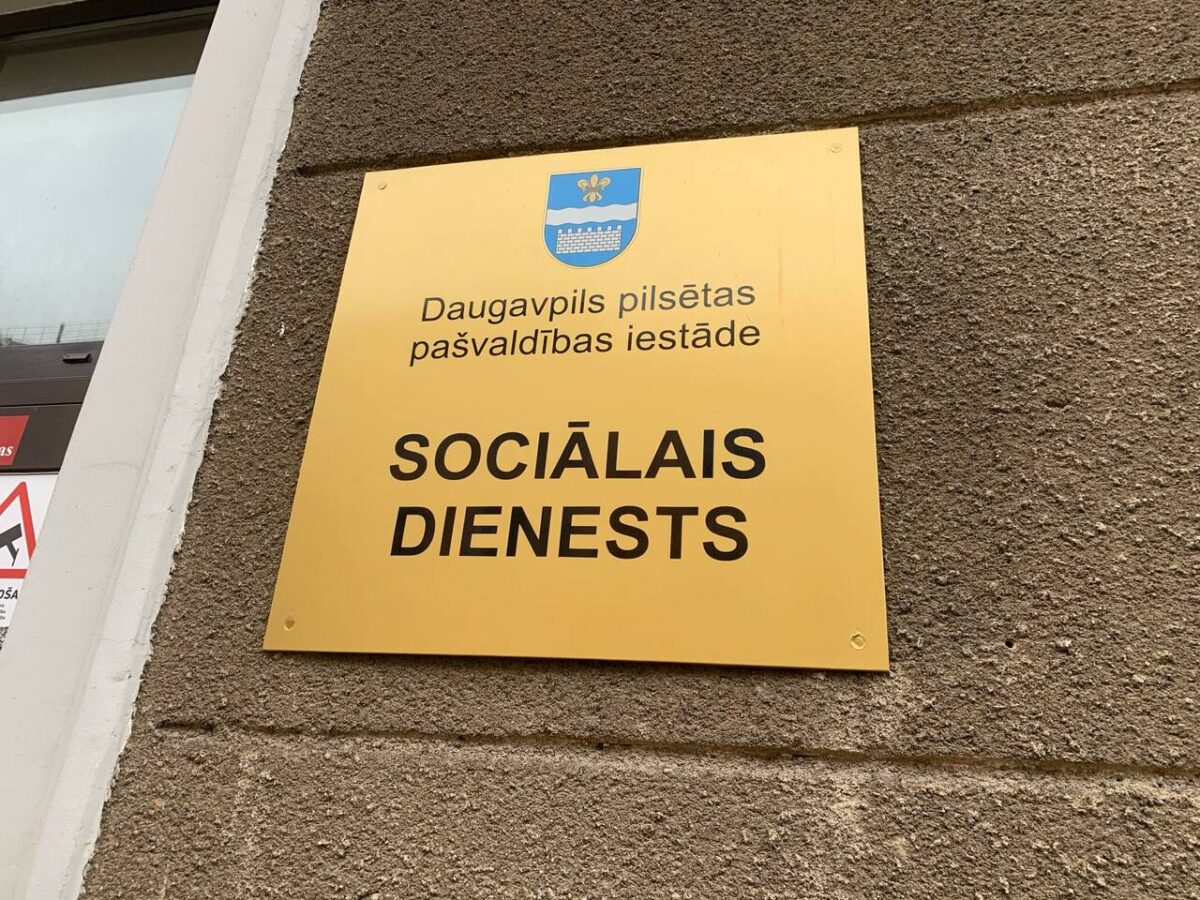 Daugavpils pilsētas
pašvaldības iestāde
SOCIĀLAIS
DIENESTS